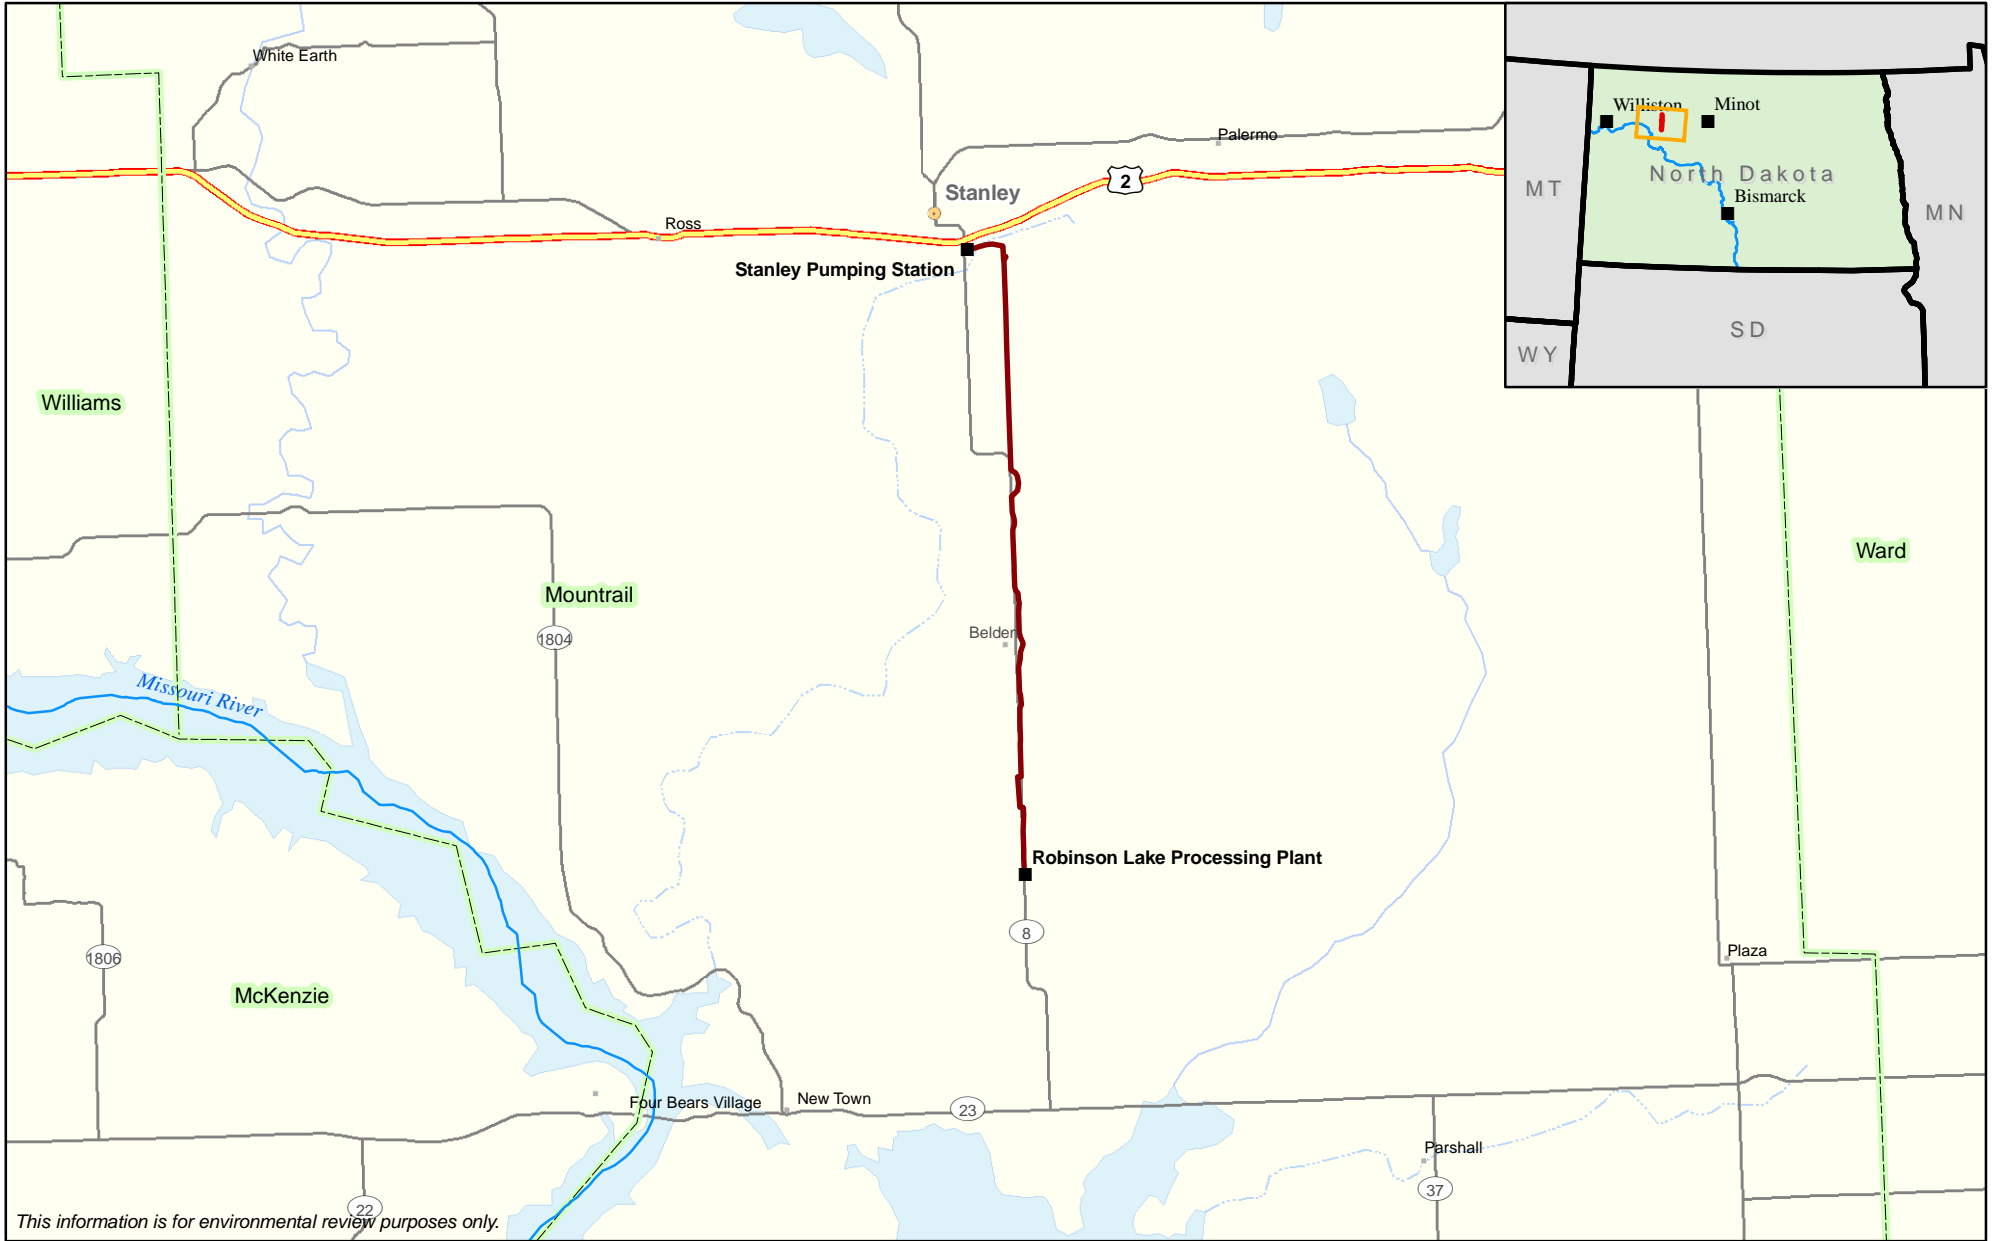 White Earth
Palermo
2
Stanley
Ross
Stanley Pumping Station
Williston
Minot
North Dakota
Bismarck
MT
MN
SD
WY
Williams
Ward
Mountrail
1804
Belden
Missouri River
Robinson Lake Processing Plant
8
Plaza
1806
McKenzie
Four Bears Village
New Town
23
Parshall
37
22
This information is for environmental review purposes only.